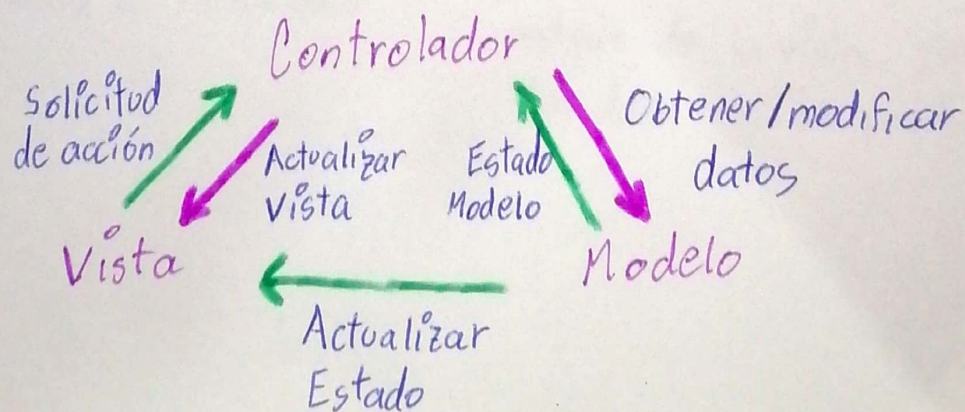 Controlador
Solicitud
de acción
Actualizar
vista
Estado
Modelo
Obtener/modificar
datos
Vista
Modelo
Actualizar
Estado